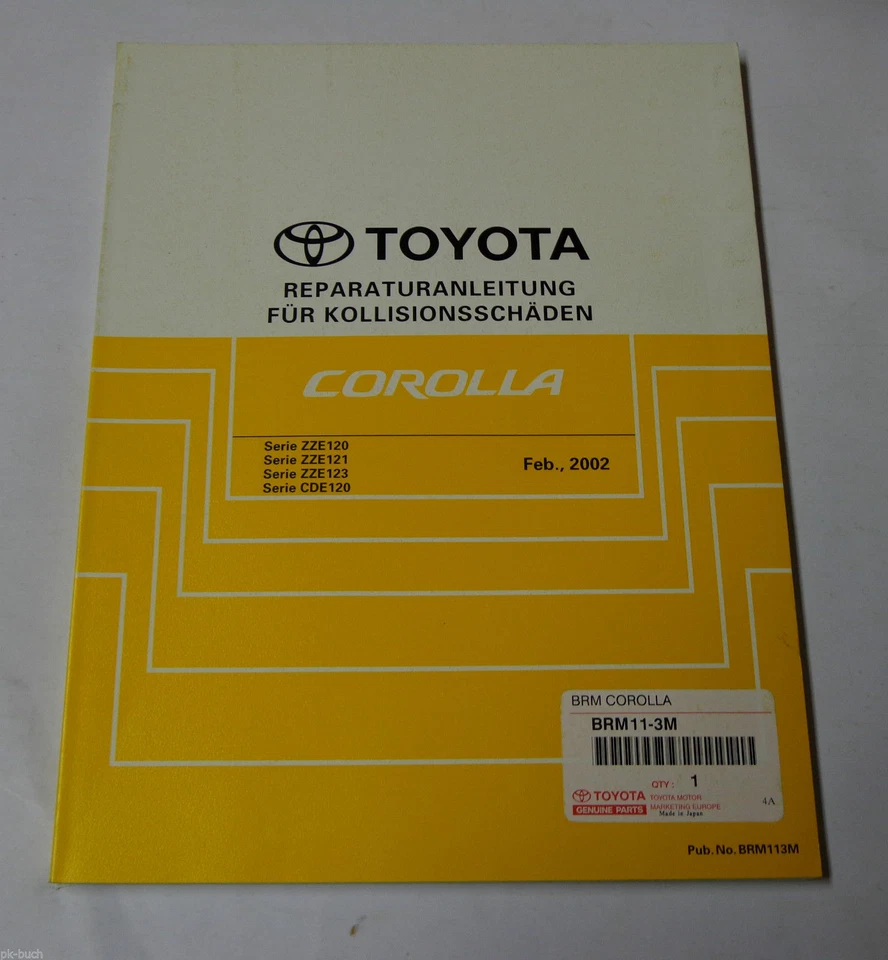 TOYOTA
REPARATURANLEITUNG
FÜR KOLLISIONSSCHÄDEN
COROLLA
Serie ZZE120
Serie ZZE121
Serie ZZE123
Serie CDE120
Feb., 2002
BRM COROLLA
BRM11-3M
QTY: 1
TOYOTA
GENUINE PARTS
TOYOTA MOTOR
MARKETING EUROPE
Made in Japan
4A
Pub. No. BRM113M
pk-buch